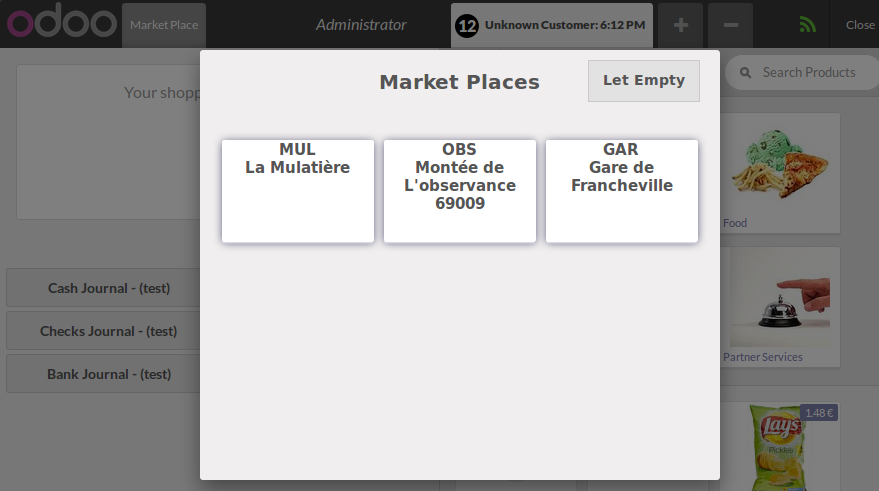 odoo
Market Place
Administrator
12 Unknown Customer: 6:12 PM
Close
Your shopp
Search Products
Market Places
Let Empty
MUL
La Mulatière
OBS
Montée de
L'observance
69009
GAR
Gare de
Francheville
Cash Journal - (test)
Checks Journal - (test)
Bank Journal - (test)
Food
Partner Services
1.48 €
Lays
Pickles